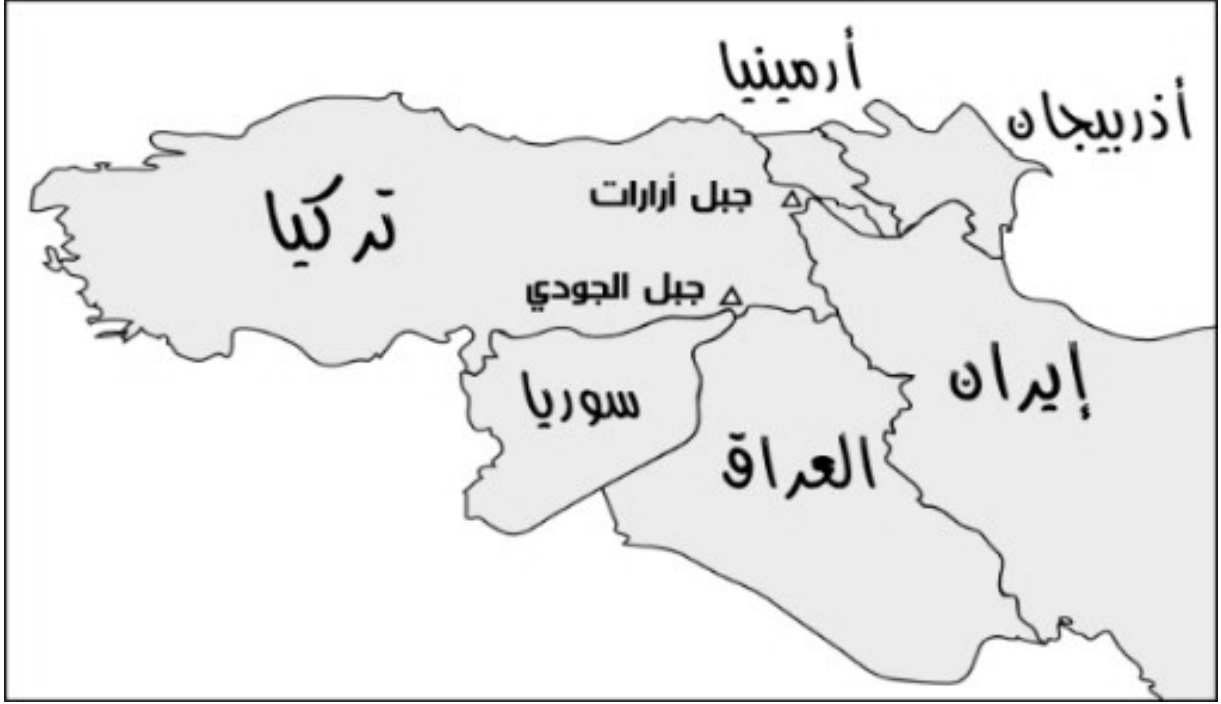 أرمينيا
أذربيجان
جبل أرارات
تركيا
جبل الجودي
إيران
سوريا
العراق